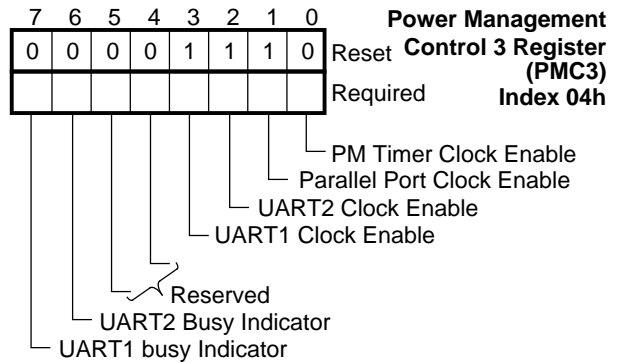 7 6 5 4 3 2 1 0
Power Management
Control 3 Register
(PMC3)
Index 04h
0 0 0 0 1 1 1 0 Reset
Required
PM Timer Clock Enable
Parallel Port Clock Enable
UART2 Clock Enable
UART1 Clock Enable
Reserved
UART2 Busy Indicator
UART1 busy Indicator